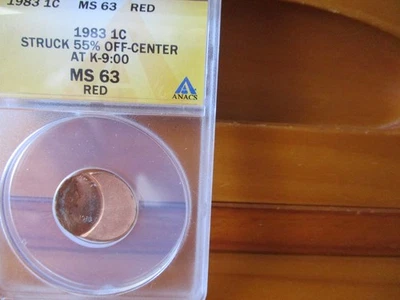 1983 1C MS 63 RED
1983 1C
STRUCK 55% OFF-CENTER
AT K-9:00
MS 63
RED
ANACS